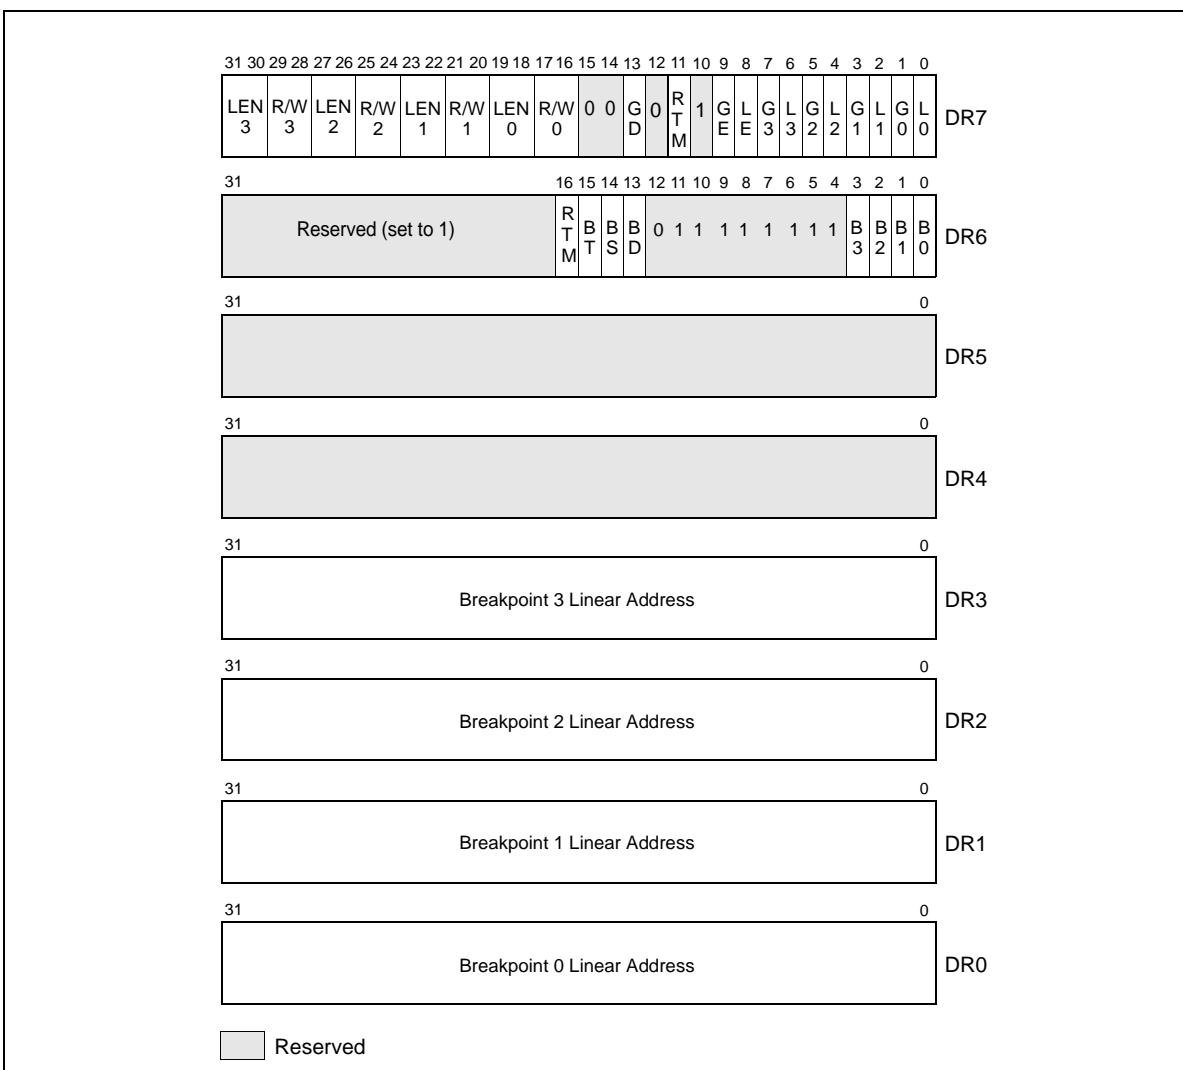 31 30 29 28 27 26 25 24 23 22 21 20 19 18 17 16 15 14 13 12 11 10 9 8 7 6 5 4 3 2 1 0
LEN 3 R/W 3 LEN 2 R/W 2 LEN 1 R/W 1 LEN 0 R/W 0 0 0 GD 0 RTM 1 GE LE G3 L3 G2 L2 G1 L1 G0 L0 DR7
31 16 15 14 13 12 11 10 9 8 7 6 5 4 3 2 1 0
Reserved (set to 1) RTM BT BS BD 0 1 1 1 1 1 1 1 1 B3 B2 B1 B0 DR6
31 0
DR5
31 0
DR4
31 0
Breakpoint 3 Linear Address DR3
31 0
Breakpoint 2 Linear Address DR2
31 0
Breakpoint 1 Linear Address DR1
31 0
Breakpoint 0 Linear Address DR0
Reserved